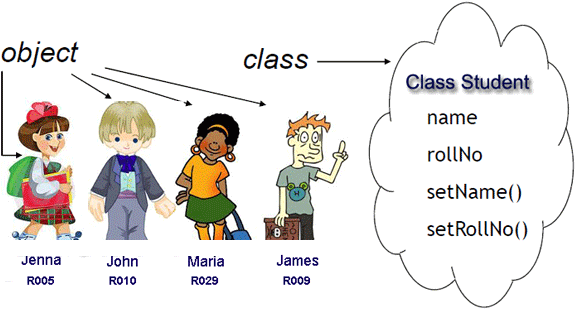 object
class
Class Student
name
rollNo
setName()
setRollNo()
Jenna
R005
John
R010
Maria
R029
James
R009